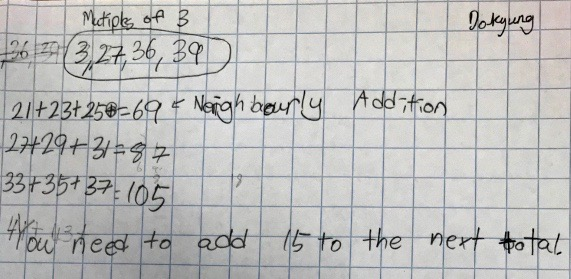 Mutiples of 3
Dokyung
3, 27, 36, 39
21+23+25=69 ← Neighbourly Addition
27+29+31=87
33+35+37=105
You need to add 15 to the next total.